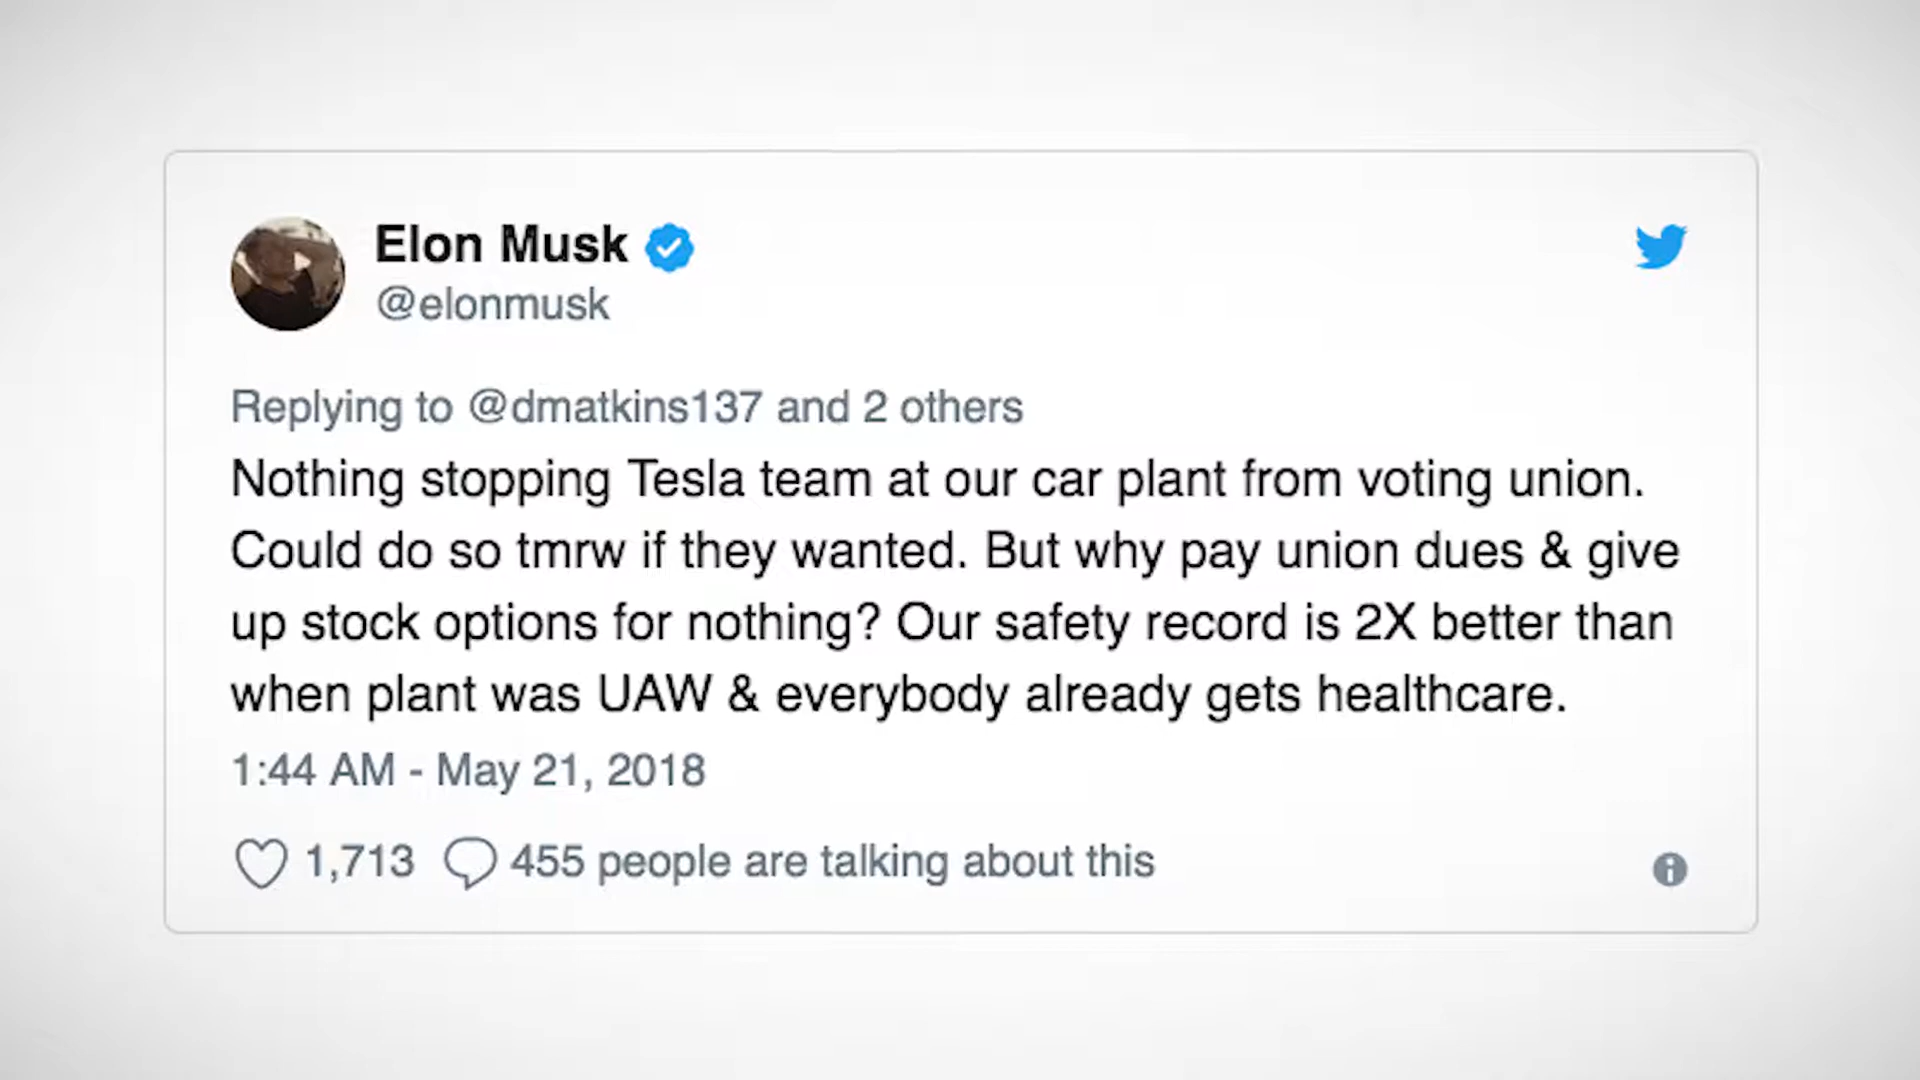 Elon Musk
@elonmusk
Replying to @dmatkins137 and 2 others
Nothing stopping Tesla team at our car plant from voting union.
Could do so tmrw if they wanted. But why pay union dues & give
up stock options for nothing? Our safety record is 2X better than
when plant was UAW & everybody already gets healthcare.
1:44 AM - May 21, 2018
1,713 455 people are talking about this